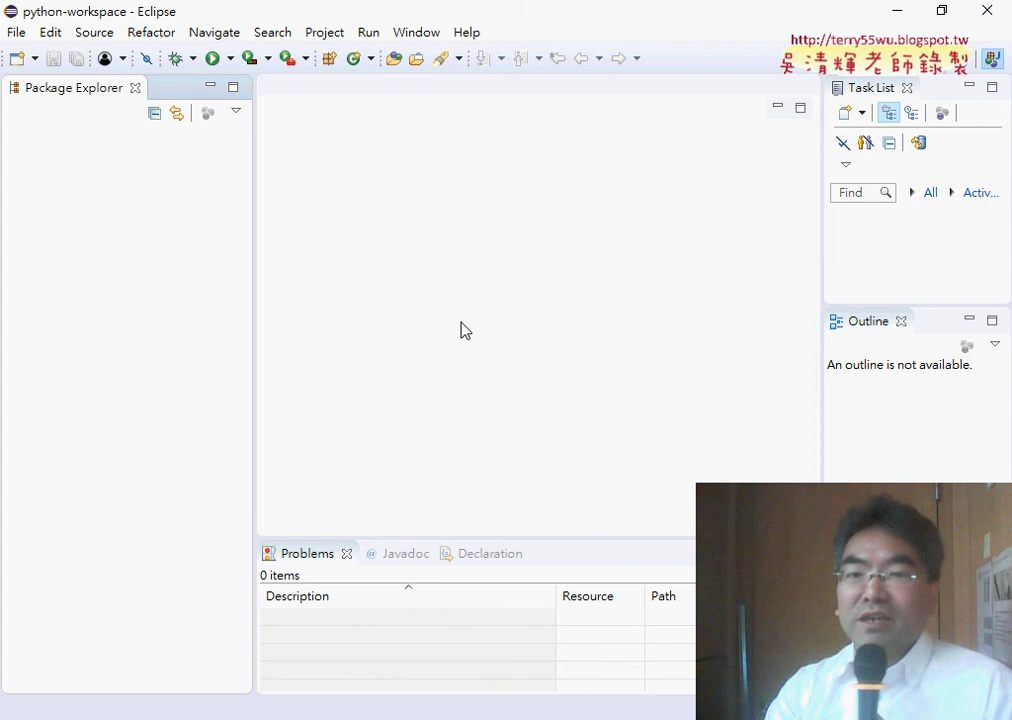 python-workspace - Eclipse
File Edit Source Refactor Navigate Search Project Run Window Help
http://terry55wu.blogspot.tw
吳清輝老師錄製
Package Explorer
Task List
Find All Activ...
Outline
An outline is not available.
Problems Javadoc Declaration
0 items
Description Resource Path